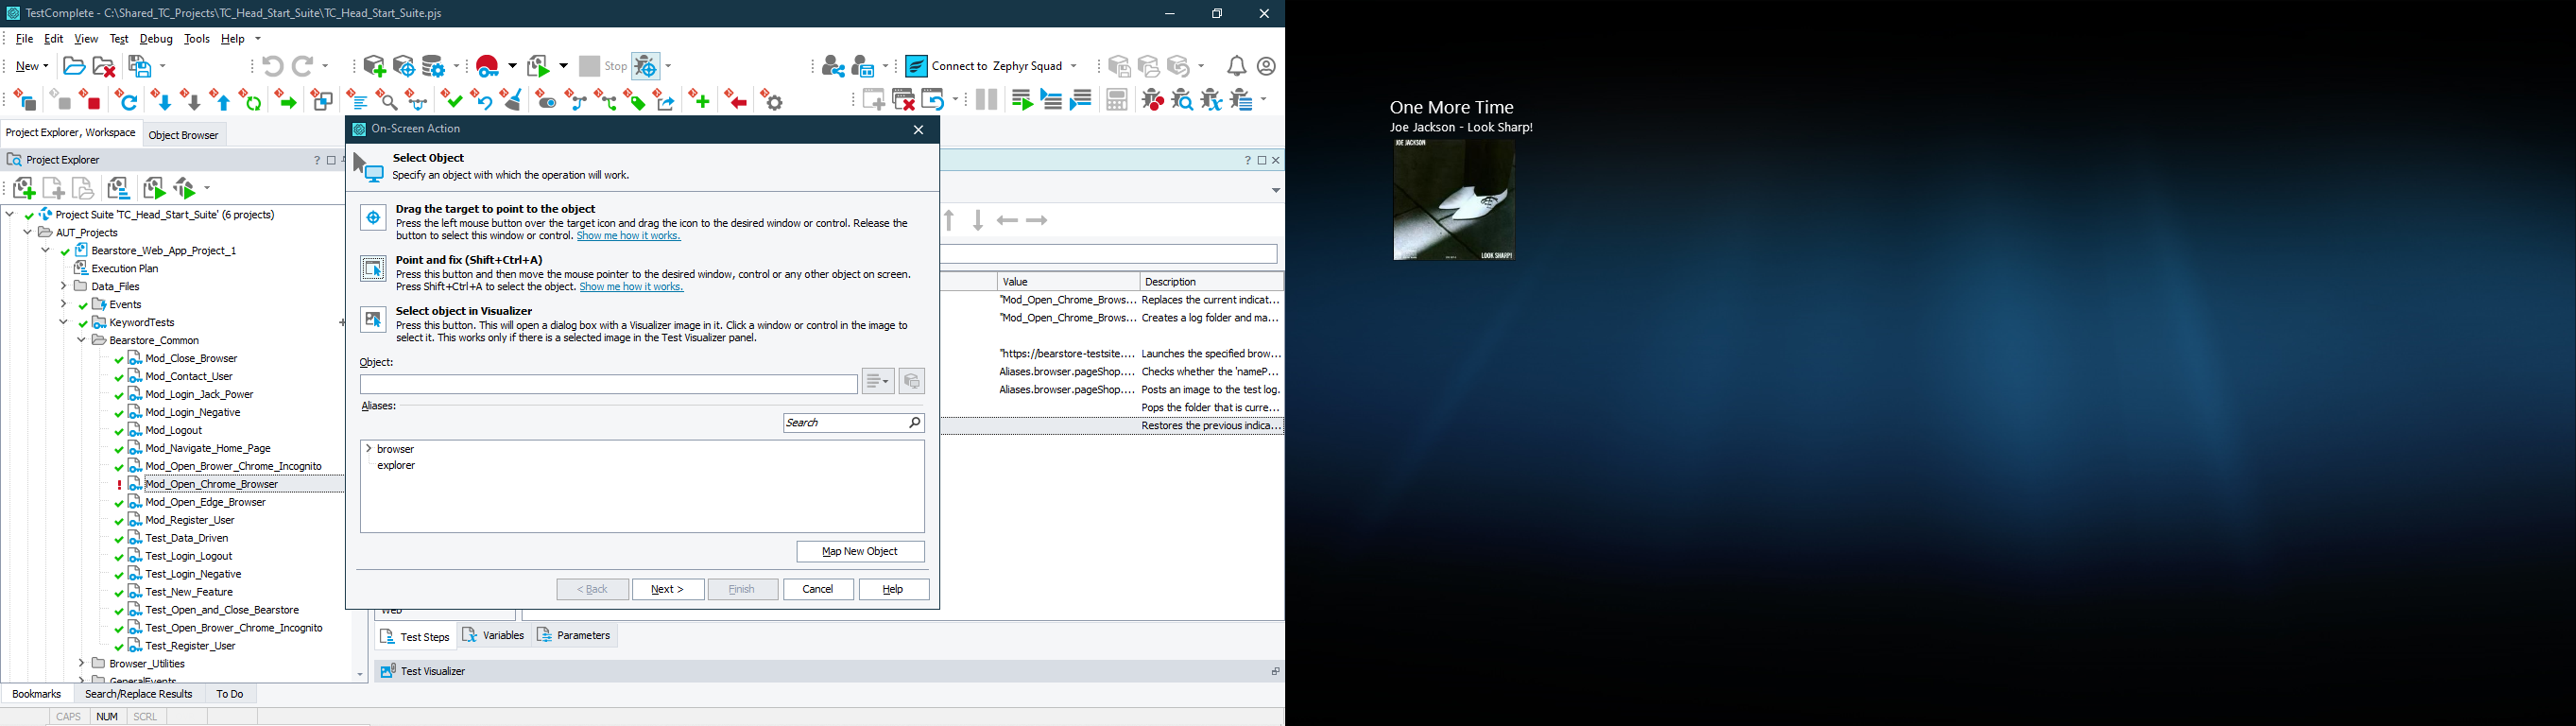 TestComplete - C:\Shared_TC_Projects\TC_Head_Start_Suite\TC_Head_Start_Suite.pjs
File Edit View Test Debug Tools Help
New Stop Connect to Zephyr Squad
Project Explorer, Workspace Object Browser
Project Explorer
Project Suite 'TC_Head_Start_Suite' (6 projects)
AUT_Projects
Bearstore_Web_App_Project_1
Execution Plan
Data_Files
Events
KeywordTests
Bearstore_Common
Mod_Close_Browser
Mod_Contact_User
Mod_Login_Jack_Power
Mod_Login_Negative
Mod_Logout
Mod_Navigate_Home_Page
Mod_Open_Brower_Chrome_Incognito
Mod_Open_Chrome_Browser
Mod_Open_Edge_Browser
Mod_Register_User
Test_Data_Driven
Test_Login_Logout
Test_Login_Negative
Test_New_Feature
Test_Open_and_Close_Bearstore
Test_Open_Brower_Chrome_Incognito
Test_Register_User
Browser_Utilities
GeneralEvents
Bookmarks Search/Replace Results To Do
CAPS NUM SCRL
On-Screen Action
Select Object
Specify an object with which the operation will work.
Drag the target to point to the object
Press the left mouse button over the target icon and drag the icon to the desired window or control. Release the
button to select this window or control. Show me how it works.
Point and fix (Shift+Ctrl+A)
Press this button and then move the mouse pointer to the desired window, control or any other object on screen.
Press Shift+Ctrl+A to select the object. Show me how it works.
Select object in Visualizer
Press this button. This will open a dialog box with a Visualizer image in it. Click a window or control in the image to
select it. This works only if there is a selected image in the Test Visualizer panel.
Object:
Aliases:
Search
browser
explorer
Map New Object
< Back Next > Finish Cancel Help
Value Description
"Mod_Open_Chrome_Brows... Replaces the current indicat...
"Mod_Open_Chrome_Brows... Creates a log folder and ma...
"https://bearstore-testsite.... Launches the specified brow...
Aliases.browser.pageShop.... Checks whether the 'nameP...
Aliases.browser.pageShop.... Posts an image to the test log.
Pops the folder that is curre...
Restores the previous indica...
Web
Test Steps Variables Parameters
Test Visualizer
One More Time
Joe Jackson - Look Sharp!
JOE JACKSON
LOOK SHARP!